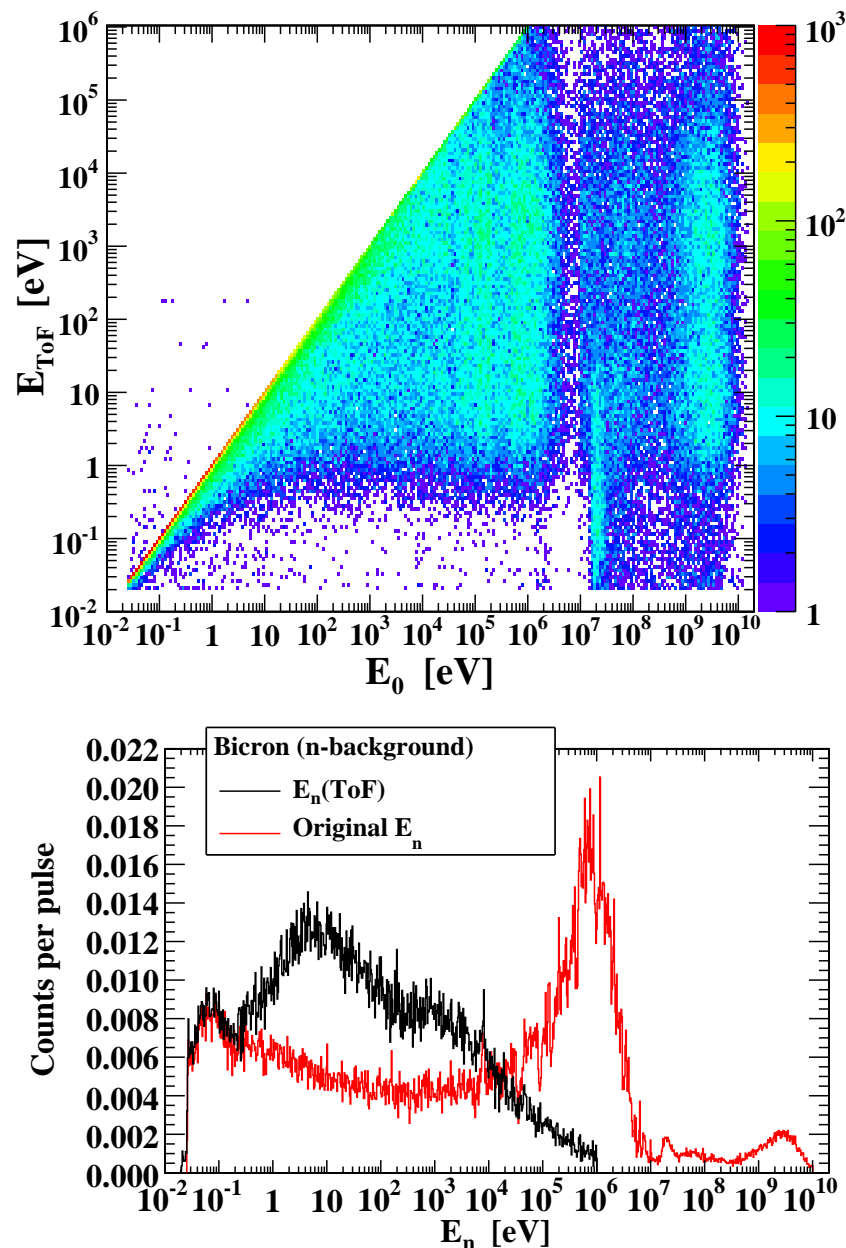 10^6
10^5
10^4
10^3
10^2
10
1
10^-1
10^-2
E_ToF [eV]
10^-2 10^-1 1 10 10^2 10^3 10^4 10^5 10^6 10^7 10^8 10^9 10^10
E_0 [eV]
10^3
10^2
10
1
0.022
0.020
0.018
0.016
0.014
0.012
0.010
0.008
0.006
0.004
0.002
0.000
Counts per pulse
Bicron (n-background)
E_n(ToF)
Original E_n
10^-2 10^-1 1 10 10^2 10^3 10^4 10^5 10^6 10^7 10^8 10^9 10^10
E_n [eV]